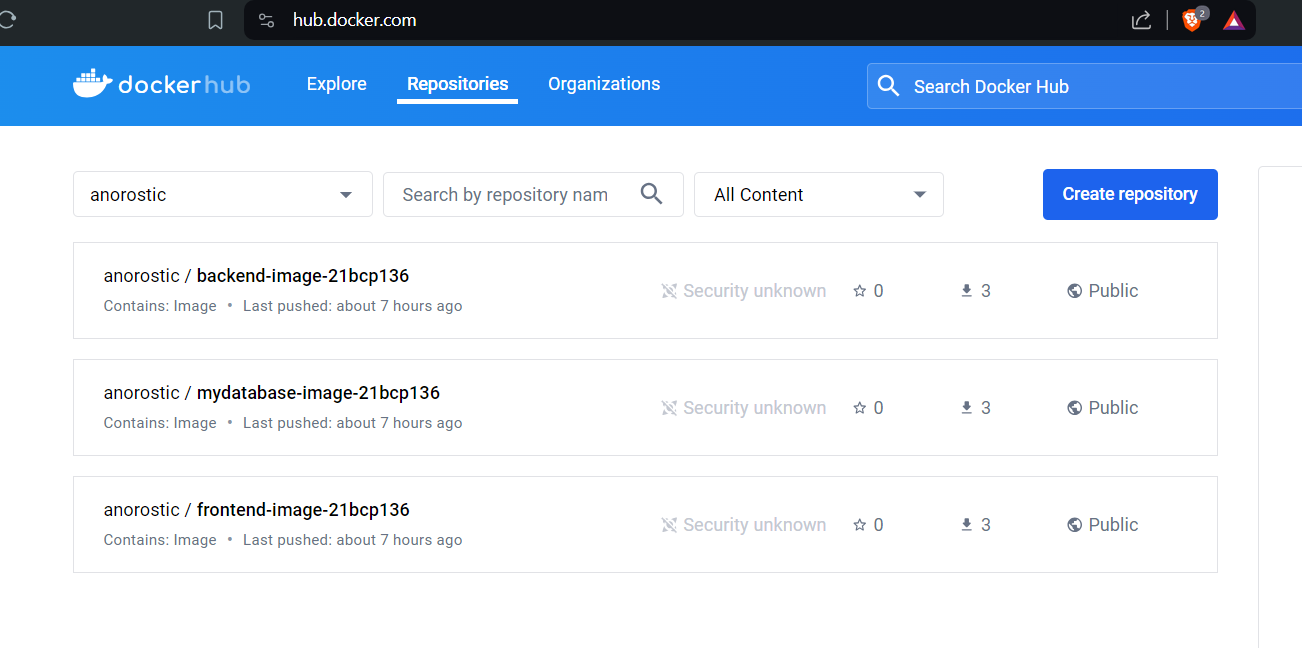 hub.docker.com
2
dockerhub
Explore
Repositories
Organizations
Search Docker Hub
anorostic
Search by repository nam
All Content
Create repository
anorostic / backend-image-21bcp136
Contains: Image • Last pushed: about 7 hours ago
Security unknown
0
3
Public
anorostic / mydatabase-image-21bcp136
Contains: Image • Last pushed: about 7 hours ago
Security unknown
0
3
Public
anorostic / frontend-image-21bcp136
Contains: Image • Last pushed: about 7 hours ago
Security unknown
0
3
Public